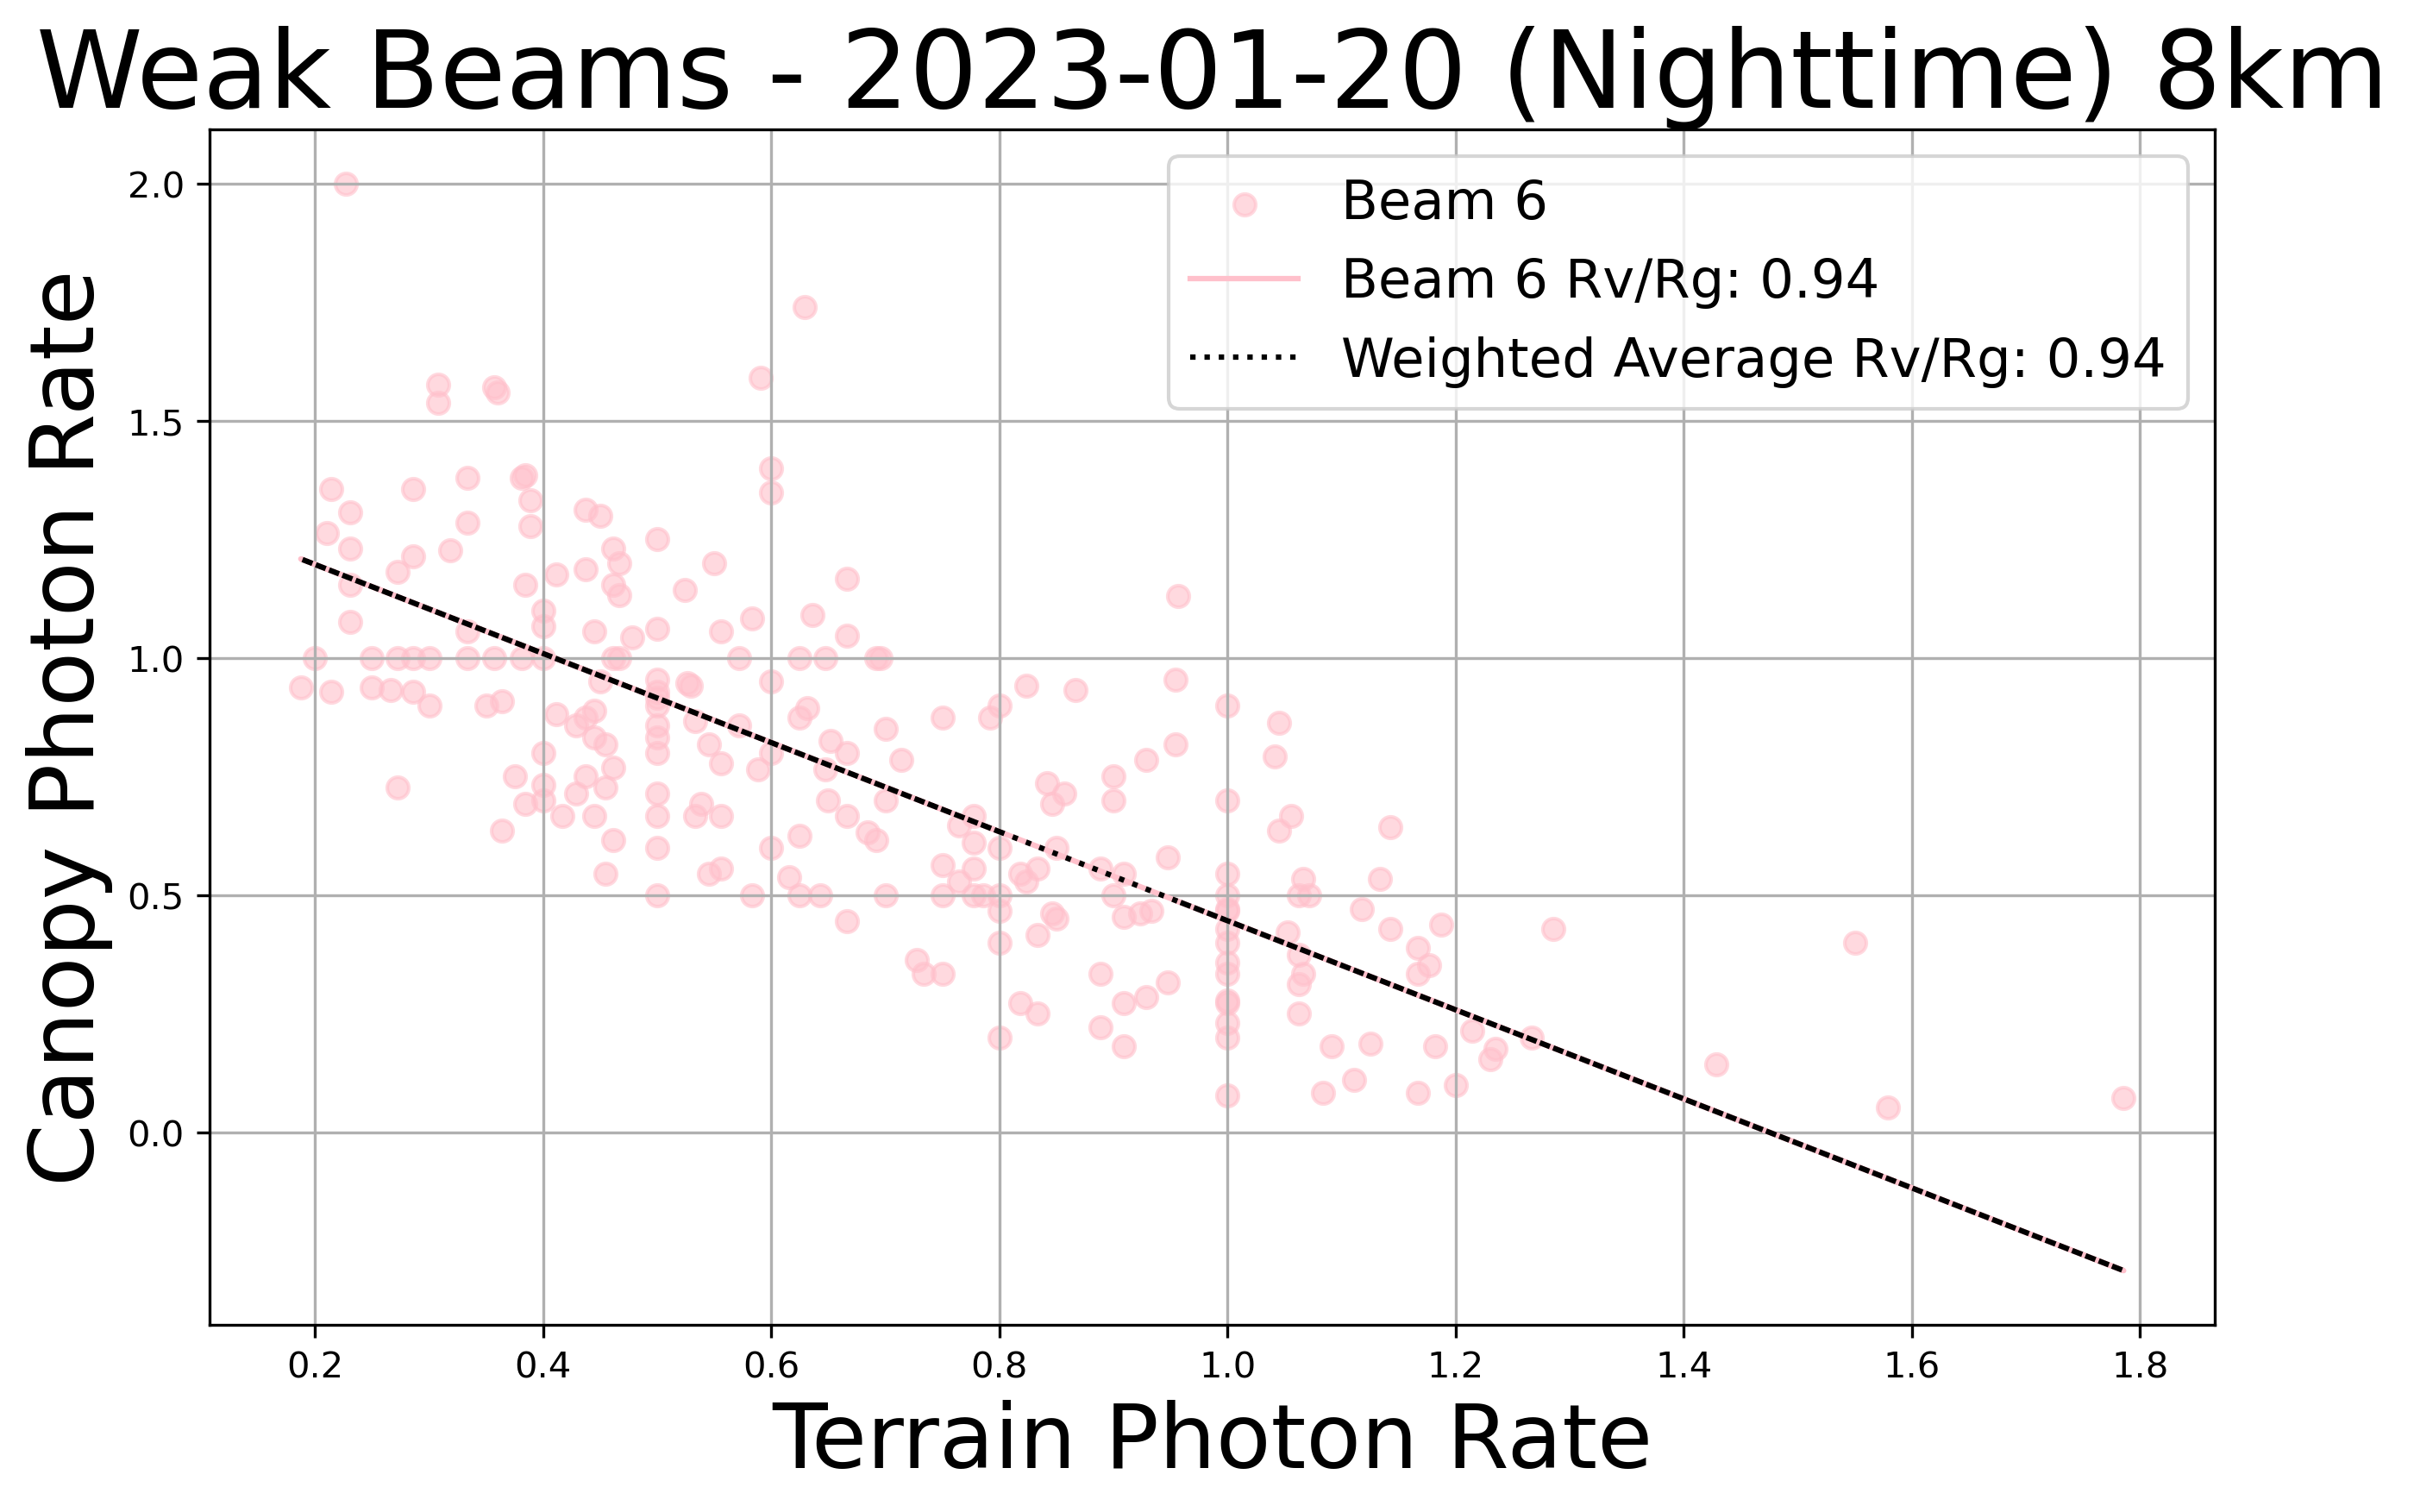 Weak Beams - 2023-01-20 (Nighttime) 8km
Beam 6
Beam 6 Rv/Rg: 0.94
Weighted Average Rv/Rg: 0.94
Canopy Photon Rate
2.0
1.5
1.0
0.5
0.0
0.2 0.4 0.6 0.8 1.0 1.2 1.4 1.6 1.8
Terrain Photon Rate